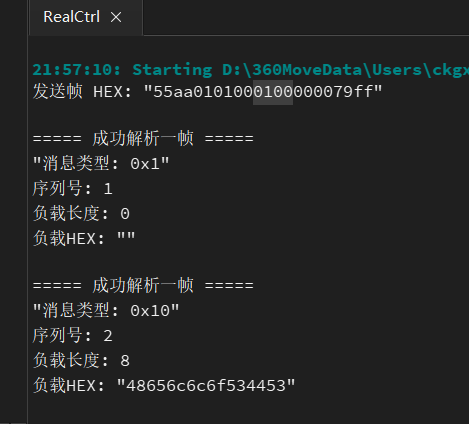 RealCtrl ×
21:57:10: Starting D:\360MoveData\Users\ckgx
发送帧 HEX: "55aa0101000100000079ff"
===== 成功解析一帧 =====
"消息类型: 0x1"
序列号: 1
负载长度: 0
负载HEX: ""
===== 成功解析一帧 =====
"消息类型: 0x10"
序列号: 2
负载长度: 8
负载HEX: "48656c6c6f534453"